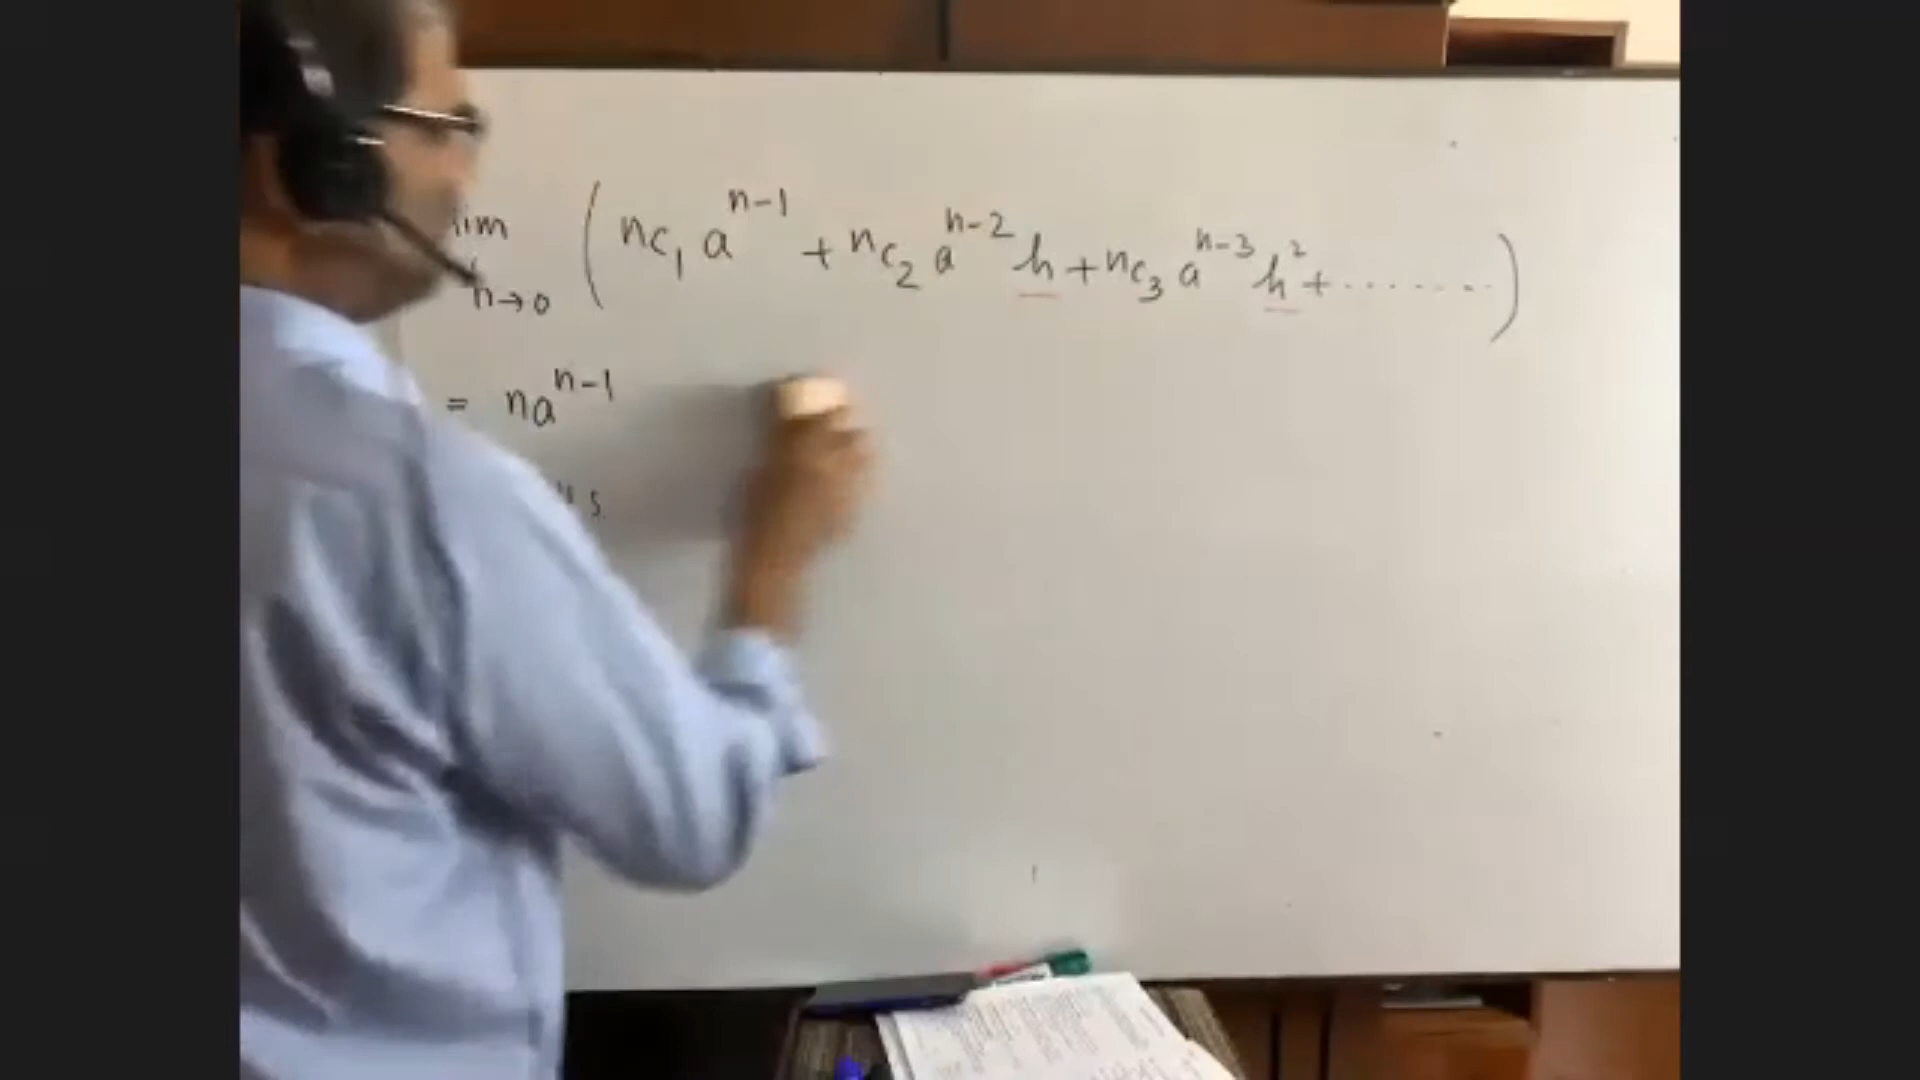 lim h→0 ( nC₁ a^(n-1) + nC₂ a^(n-2) h + nC₃ a^(n-3) h² + ....... )
= na^(n-1)